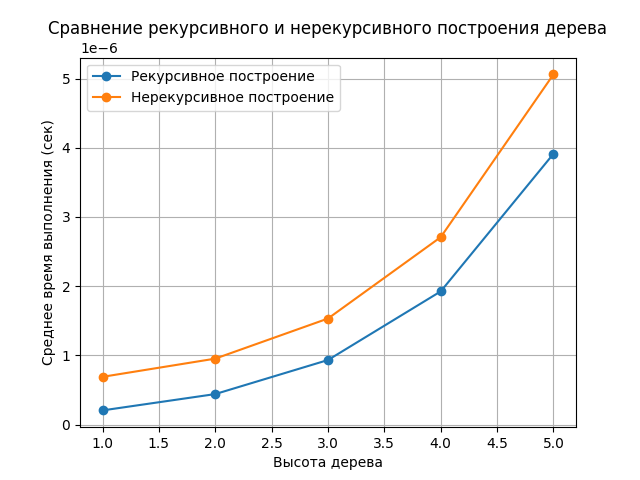 Сравнение рекурсивного и нерекурсивного построения дерева
1e−6
Рекурсивное построение
Нерекурсивное построение
5
4
3
2
1
0
Среднее время выполнения (сек)
1.0 1.5 2.0 2.5 3.0 3.5 4.0 4.5 5.0
Высота дерева